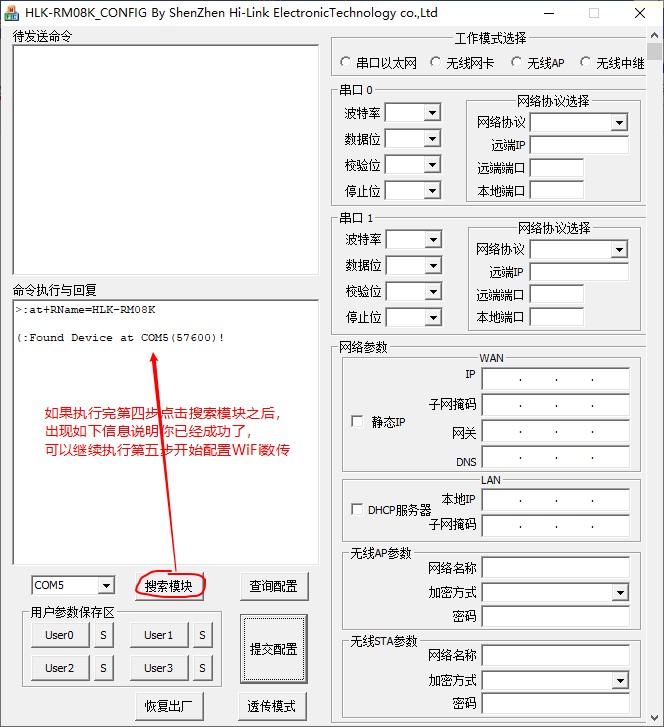 HLK-RM08K_CONFIG By ShenZhen Hi-Link ElectronicTechnology co.,Ltd
待发送命令
命令执行与回复
>:at+RName=HLK-RM08K
(:Found Device at COM5(57600)!
如果执行完第四步点击搜索模块之后，
出现如下信息说明你已经成功了，
可以继续执行第五步开始配置WiFi数传
COM5
搜索模块
查询配置
用户参数保存区
User0 S User1 S
User2 S User3 S
提交配置
恢复出厂
透传模式
工作模式选择
串口以太网 无线网卡 无线AP 无线中继
串口 0
波特率
数据位
校验位
停止位
网络协议选择
网络协议
远端IP
远端端口
本地端口
串口 1
波特率
数据位
校验位
停止位
网络协议选择
网络协议
远端IP
远端端口
本地端口
网络参数
WAN
静态IP
IP
子网掩码
网关
DNS
LAN
DHCP服务器
本地IP
子网掩码
无线AP参数
网络名称
加密方式
密码
无线STA参数
网络名称
加密方式
密码